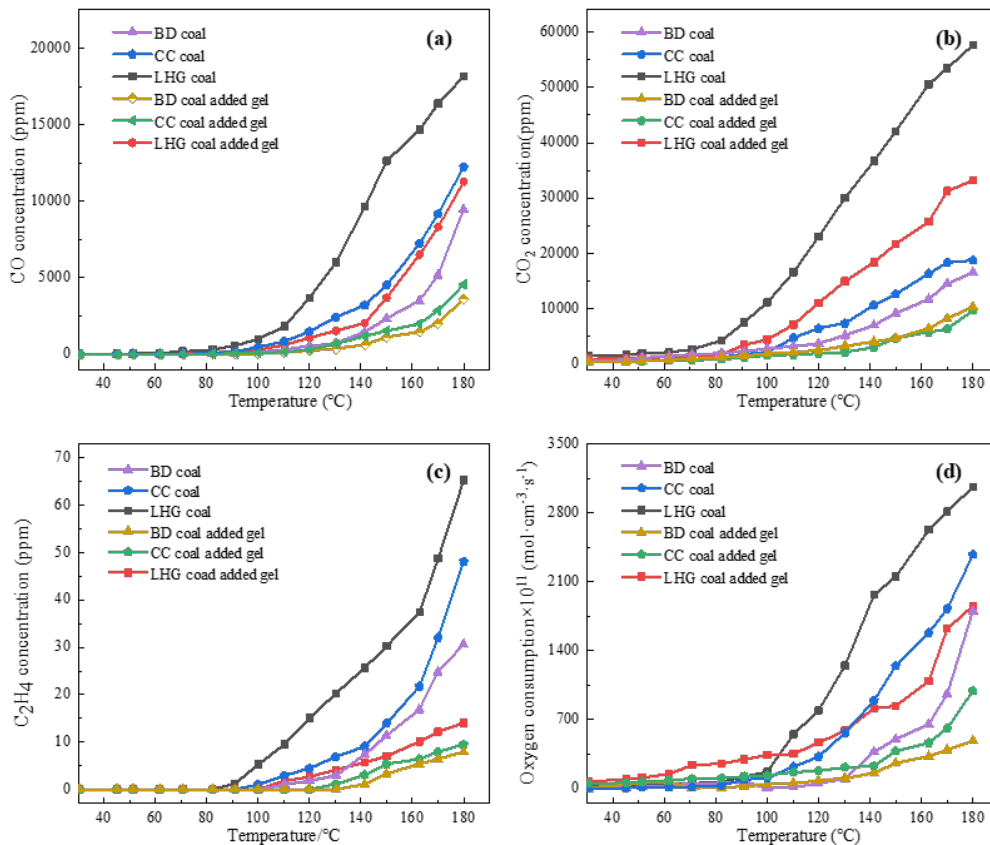 (a)
BD coal
CC coal
LHG coal
BD coal added gel
CC coal added gel
LHG coal added gel
CO concentration (ppm)
20000
15000
10000
5000
0
40 60 80 100 120 140 160 180
Temperature (℃)
(b)
BD coal
CC coal
LHG coal
BD coal added gel
CC coal added gel
LHG coal added gel
CO₂ concentration(ppm)
60000
50000
40000
30000
20000
10000
0
40 60 80 100 120 140 160 180
Temperature (℃)
(c)
BD coal
CC coal
LHG coal
BD coal added gel
CC coal added gel
LHG coad added gel
C₂H₄ concentration (ppm)
70
60
50
40
30
20
10
0
40 60 80 100 120 140 160 180
Temperature/℃
(d)
BD coal
CC coal
LHG coal
BD coal added gel
CC coal added gel
LHG coal added gel
Oxygen consumption×10¹¹ (mol·cm⁻³·s⁻¹)
3500
2800
2100
1400
700
0
40 60 80 100 120 140 160 180
Temperature (℃)